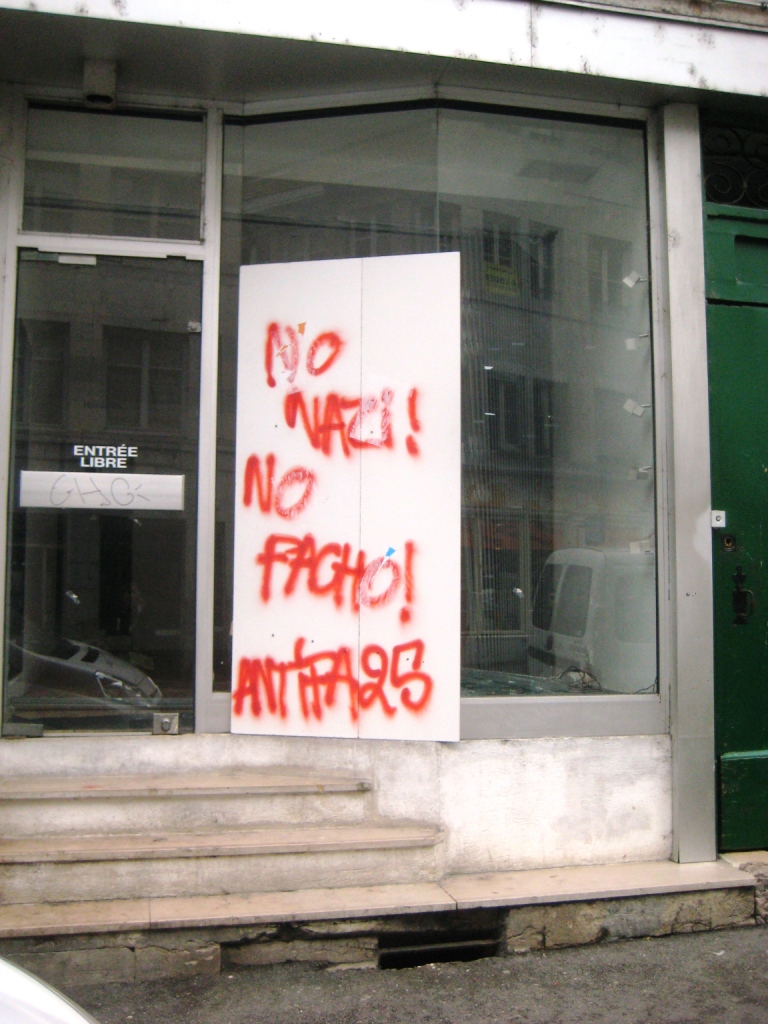 ENTRÉE
LIBRE
NO
NAZI!
NO
FACHO!
ANTIFA25